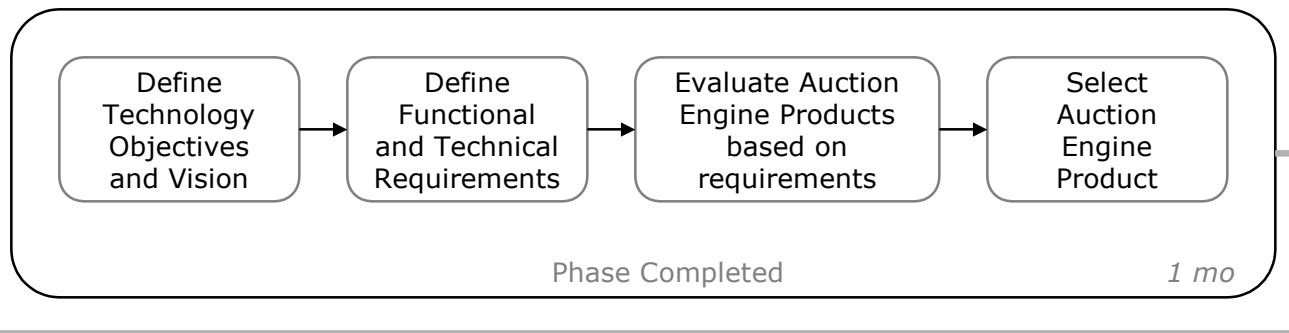 Define
Technology
Objectives
and Vision
Define
Functional
and Technical
Requirements
Evaluate Auction
Engine Products
based on
requirements
Select
Auction
Engine
Product
Phase Completed
1 mo